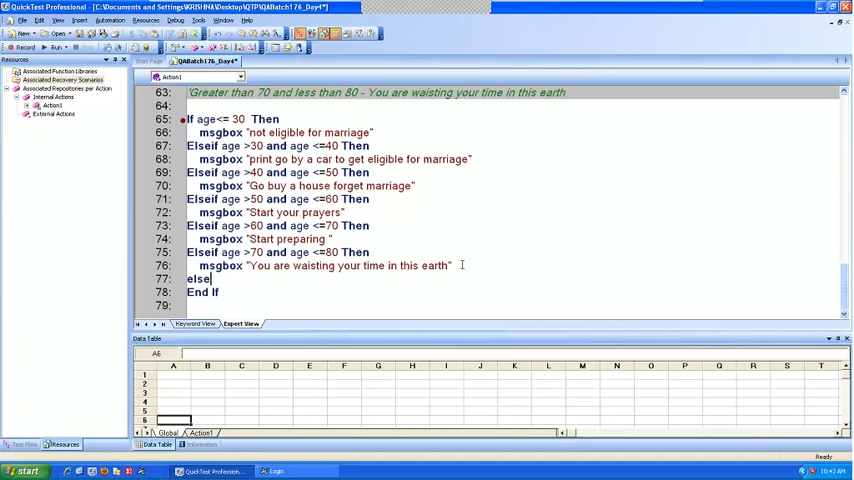 QuickTest Professional - [C:\Documents and Settings\KRISHNA\Desktop\QTP\QABatch176_Day4*]
File Edit View Insert Automation Resources Debug Tools Window Help
New Open
Record Run
Resources
Start Page QABatch176_Day4*
Associated Function Libraries
Associated Recovery Scenarios
Associated Repositories per Action
Internal Actions
Action1
External Actions
Action1
63: 'Greater than 70 and less than 80 - You are waisting your time in this earth
64:
65: If age<= 30 Then
66: msgbox "not eligible for marriage"
67: Elseif age >30 and age <=40 Then
68: msgbox "print go by a car to get eligible for marriage"
69: Elseif age >40 and age <=50 Then
70: msgbox "Go buy a house forget marriage"
71: Elseif age >50 and age <=60 Then
72: msgbox "Start your prayers"
73: Elseif age >60 and age <=70 Then
74: msgbox "Start preparing "
75: Elseif age >70 and age <=80 Then
76: msgbox "You are waisting your time in this earth"
77: else
78: End If
79:
Keyword View Expert View
Data Table
A6
A B C D E F G H I J K L M N O P Q R S T
1
2
3
4
5
6
Global Action1
Test Flow Resources Data Table Information
Ready
start QuickTest Profession... Login 10:43 AM